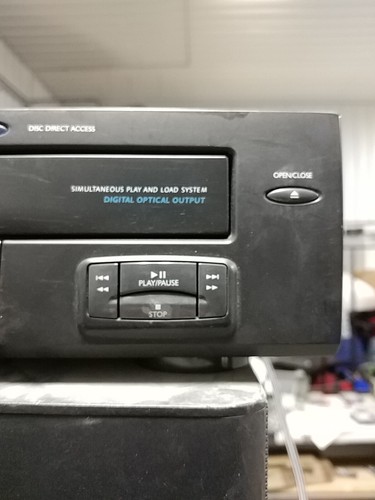 DISC DIRECT ACCESS
OPEN/CLOSE
SIMULTANEOUS PLAY AND LOAD SYSTEM
DIGITAL OPTICAL OUTPUT
PLAY/PAUSE
STOP